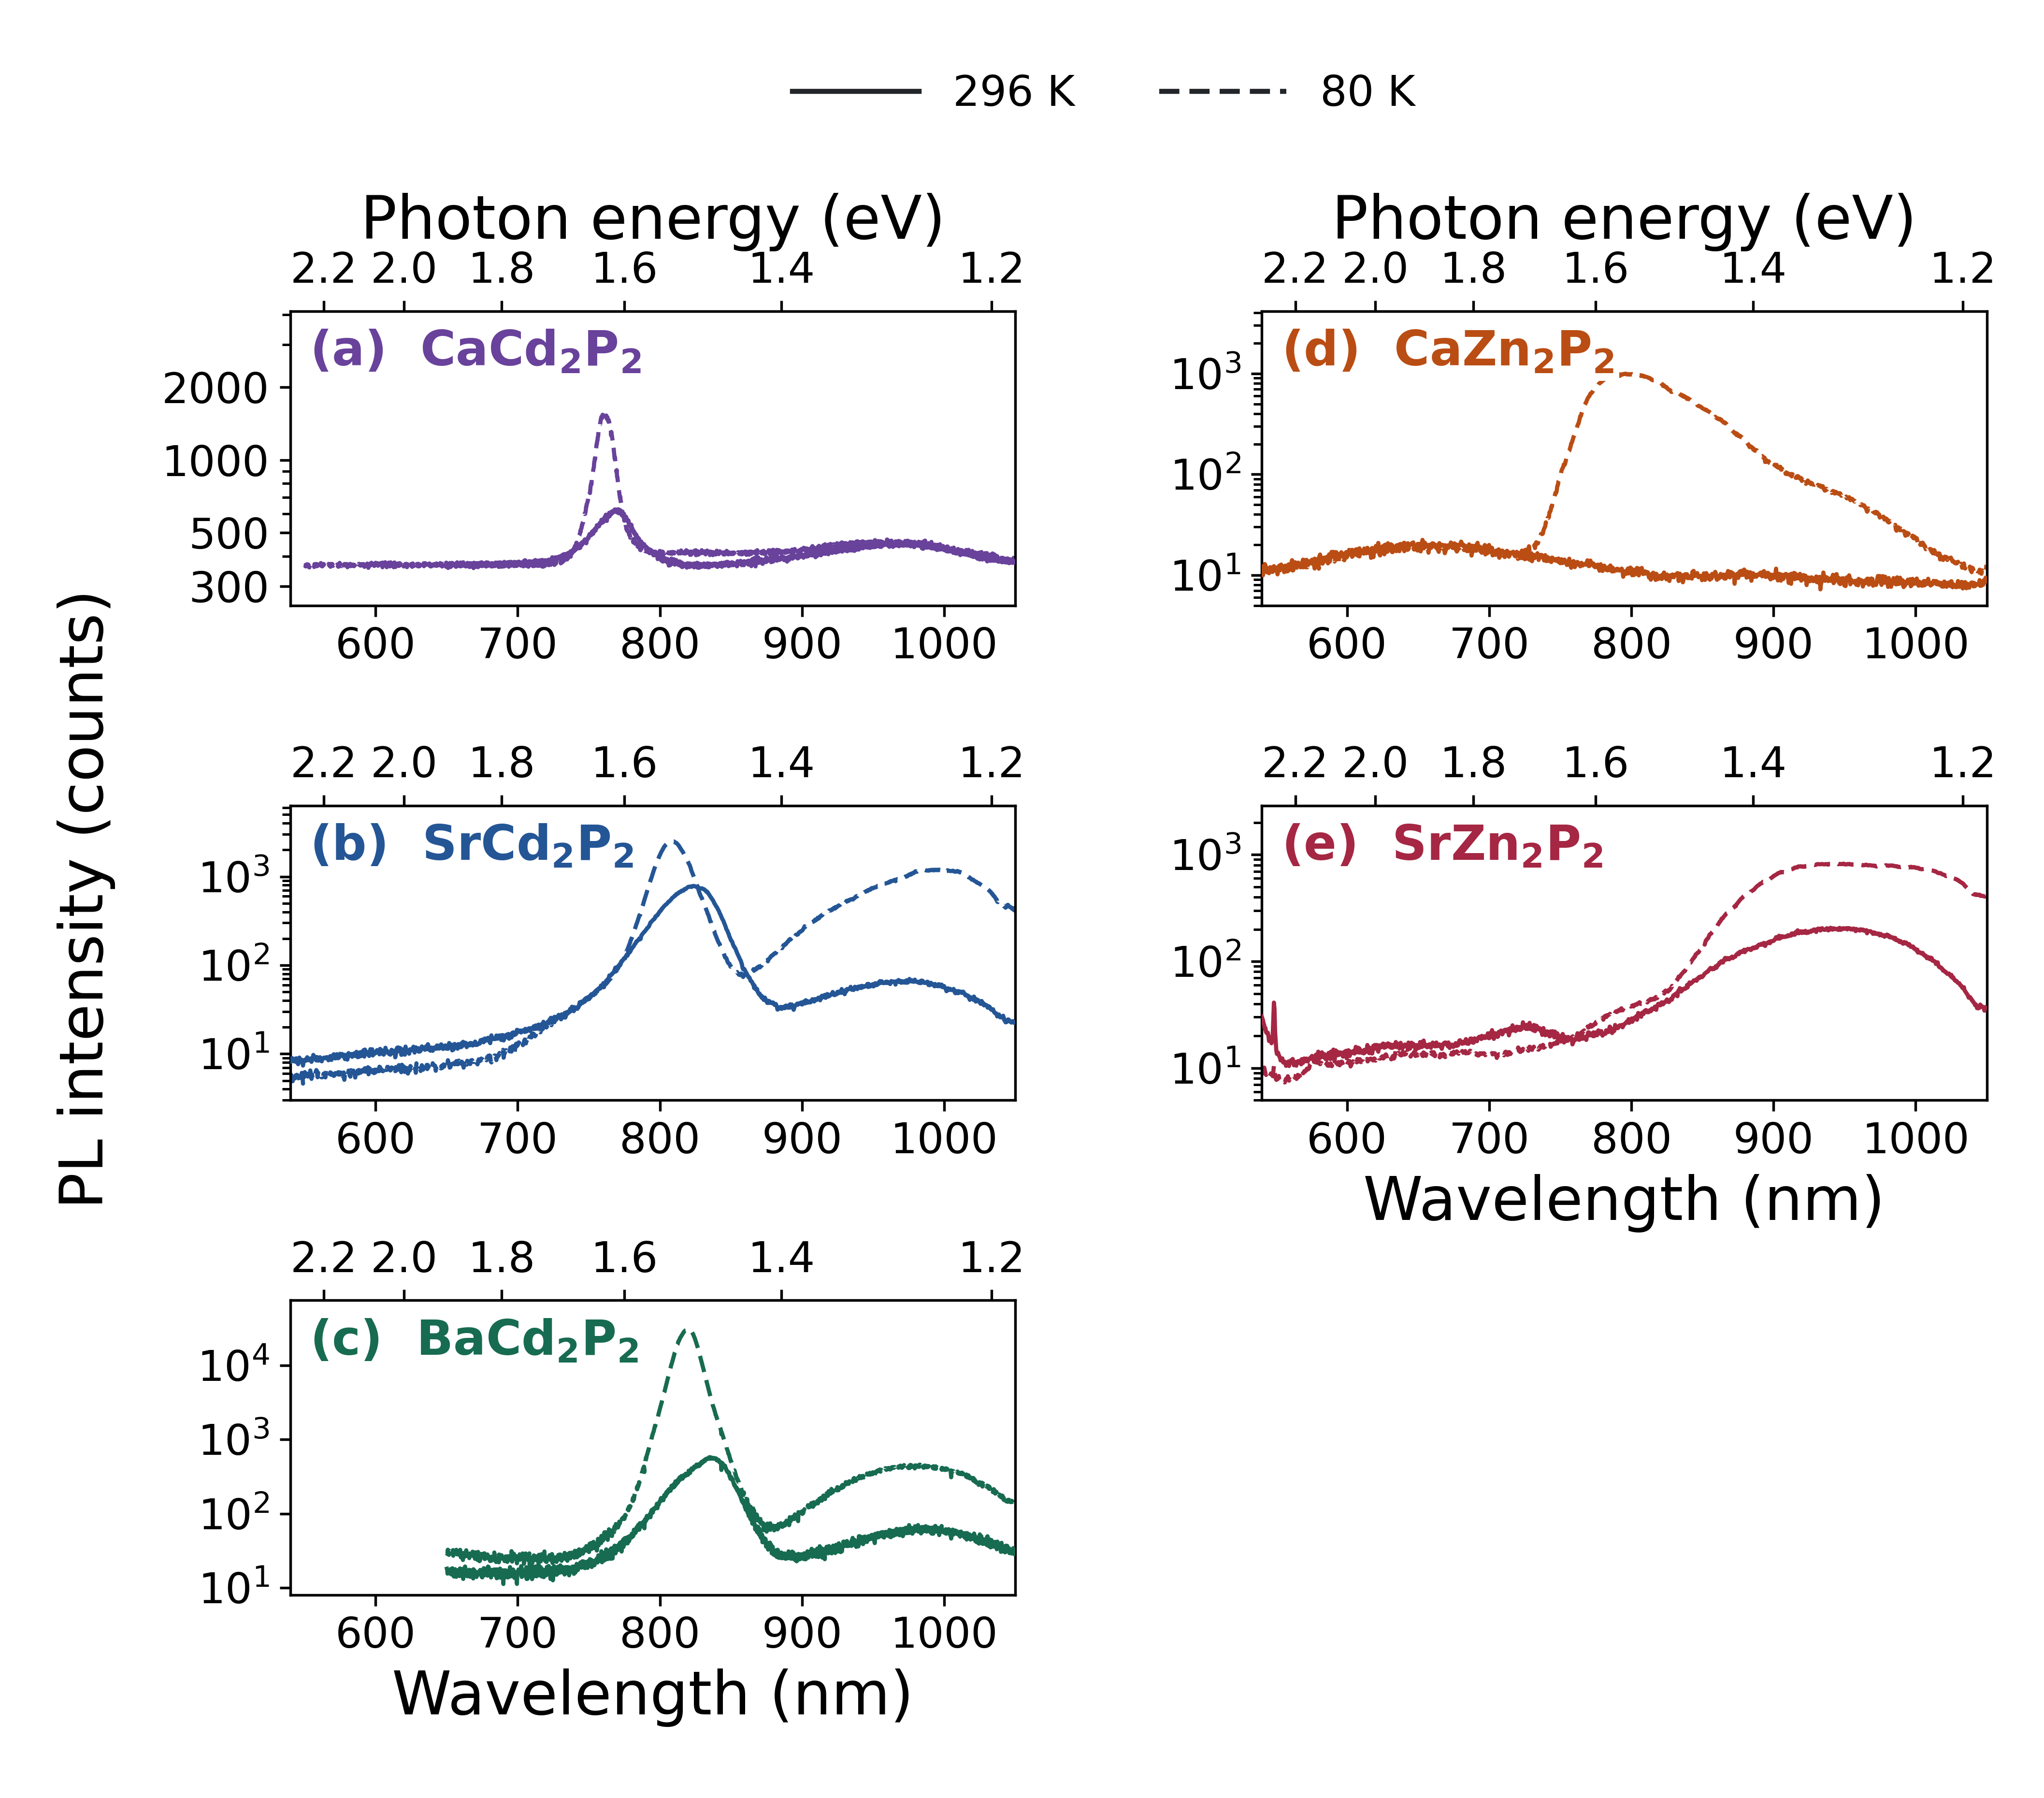 296 K 80 K
Photon energy (eV)
2.2 2.0 1.8 1.6 1.4 1.2
(a) CaCd₂P₂
2000
1000
500
300
600 700 800 900 1000
Photon energy (eV)
2.2 2.0 1.8 1.6 1.4 1.2
(d) CaZn₂P₂
10³
10²
10¹
600 700 800 900 1000
PL intensity (counts)
2.2 2.0 1.8 1.6 1.4 1.2
(b) SrCd₂P₂
10³
10²
10¹
600 700 800 900 1000
2.2 2.0 1.8 1.6 1.4 1.2
(e) SrZn₂P₂
10³
10²
10¹
600 700 800 900 1000
Wavelength (nm)
2.2 2.0 1.8 1.6 1.4 1.2
(c) BaCd₂P₂
10⁴
10³
10²
10¹
600 700 800 900 1000
Wavelength (nm)